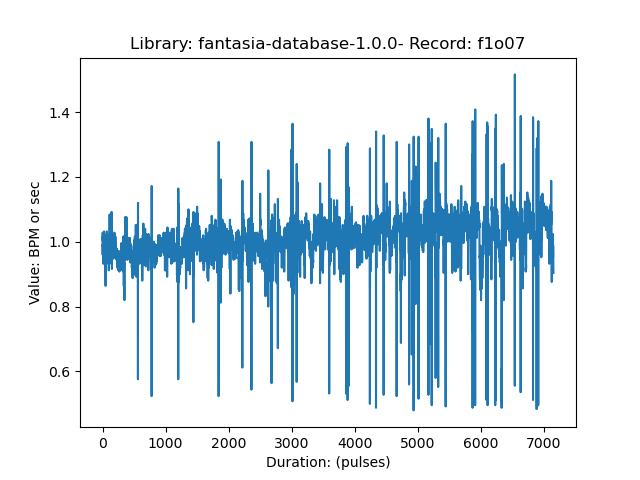 Library: fantasia-database-1.0.0- Record: f1o07
1.4
1.2
1.0
0.8
0.6
Value: BPM or sec
0 1000 2000 3000 4000 5000 6000 7000
Duration: (pulses)